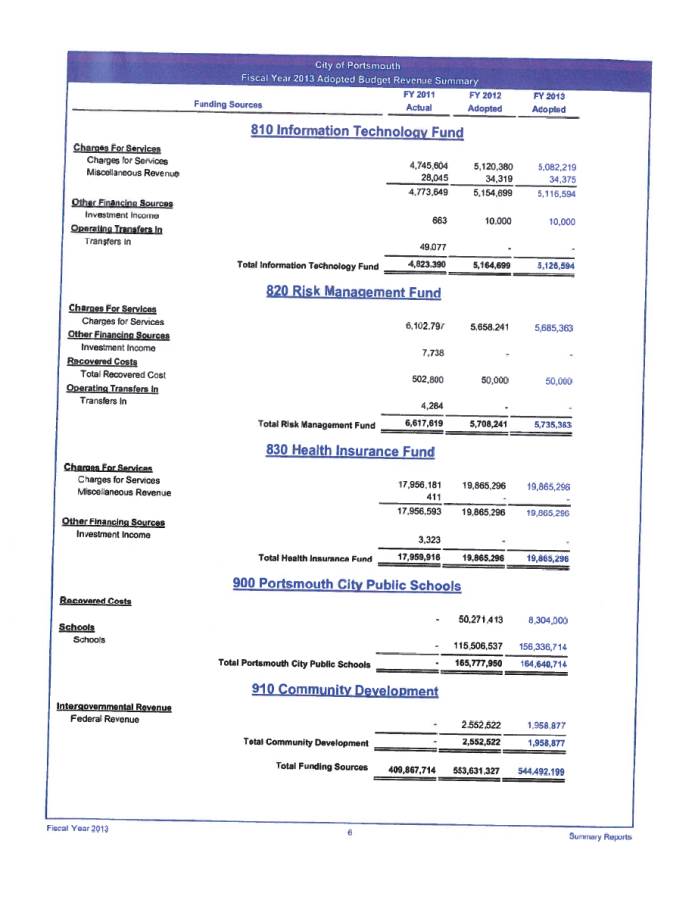 City of Portsmouth
Fiscal Year 2013 Adopted Budget Revenue Summary
Funding Sources FY 2011 Actual FY 2012 Adopted FY 2013 Adopted
810 Information Technology Fund
Charges For Services
Charges for Services 4,745,604 5,120,380 5,082,219
Miscellaneous Revenue 28,045 34,319 34,375
4,773,649 5,154,699 5,116,594
Other Financing Sources
Investment Income 663 10,000 10,000
Operating Transfers In
Transfers In 49,077 - -
Total Information Technology Fund 4,823,390 5,164,699 5,126,594
820 Risk Management Fund
Charges For Services
Charges for Services 6,102,797 5,658,241 5,685,363
Other Financing Sources
Investment Income 7,738 - -
Recovered Costs
Total Recovered Cost 502,800 50,000 50,000
Operating Transfers In
Transfers In 4,284 - -
Total Risk Management Fund 6,617,619 5,708,241 5,735,363
830 Health Insurance Fund
Charges For Services
Charges for Services 17,956,181 19,865,296 19,865,296
Miscellaneous Revenue 411 - -
17,956,593 19,865,296 19,865,296
Other Financing Sources
Investment Income 3,323 - -
Total Health Insurance Fund 17,959,916 19,865,296 19,865,296
900 Portsmouth City Public Schools
Recovered Costs
- 50,271,413 8,304,000
Schools
Schools - 115,506,537 156,336,714
Total Portsmouth City Public Schools - 165,777,950 164,640,714
910 Community Development
Intergovernmental Revenue
Federal Revenue - 2,552,522 1,958,877
Total Community Development - 2,552,522 1,958,877
Total Funding Sources 409,867,714 553,631,327 544,492,199
Fiscal Year 2013 6 Summary Reports